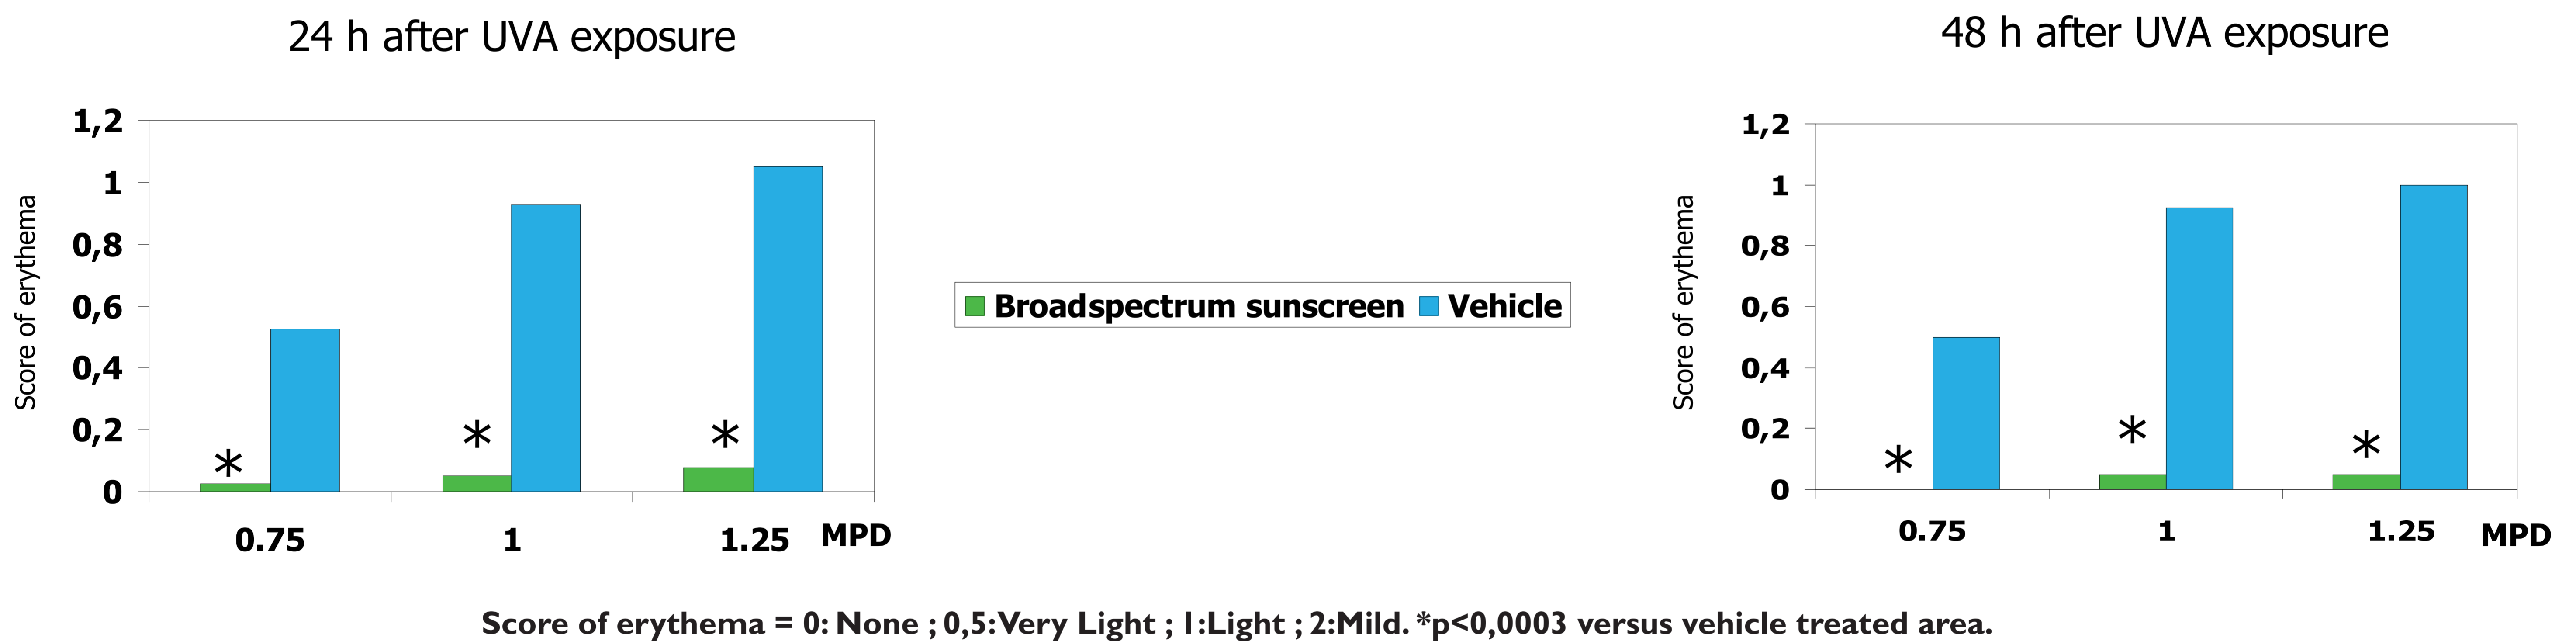 24 h after UVA exposure
48 h after UVA exposure
Score of erythema
1,2
1
0,8
0,6
0,4
0,2
0
*
*
*
0.75
1
1.25
MPD
Broadspectrum sunscreen
Vehicle
Score of erythema
1,2
1
0,8
0,6
0,4
0,2
0
*
*
*
0.75
1
1.25
MPD
Score of erythema = 0: None ; 0,5:Very Light ; 1:Light ; 2:Mild. *p<0,0003 versus vehicle treated area.